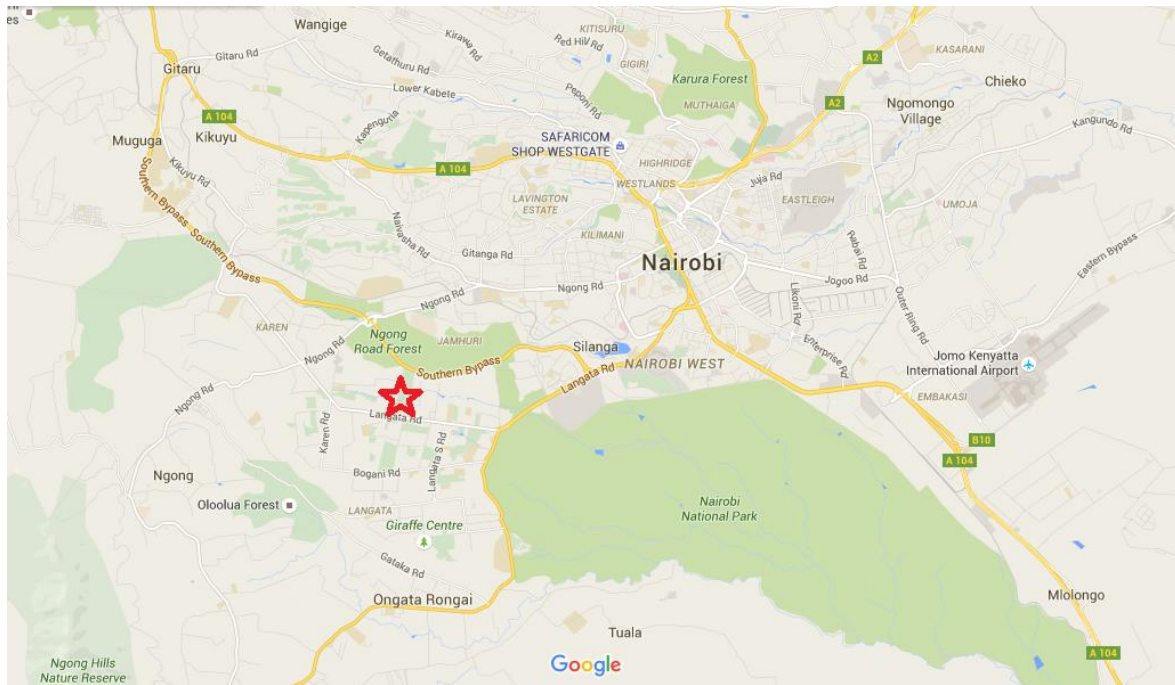 es
Wangige
Gitaru
Gitaru Rd
Getathuru Rd
Kirawa Rd
Red Hill Rd
KITISURU
GIGIRI
Karura Forest
MUTHAIGA
A2
KASARANI
Chieko
Ngomongo
Village
A2
Kangundo Rd
Lower Kabele
Peponi Rd
Muguga
Kikuyu
A 104
Kikuyu Rd
SAFARICOM
SHOP WESTGATE
HIGHRIDGE
WESTLANDS
A 104
Juja Rd
EASTLEIGH
UMOJA
LAVINGTON
ESTATE
KILIMANI
Southern Bypass
Southern Bypass
Naivasha Rd
Gitanga Rd
Nairobi
Rabai Rd
Eastern Bypass
Jogoo Rd
Ngong Rd
Ngong Rd
Likoni Rd
Outer Ring Rd
KAREN
Ngong
Road Forest
JAMHURI
Ngong Rd
Silanga
NAIROBI WEST
Enterprise Rd
Jomo Kenyatta
International Airport
Southern Bypass
Langata Rd
EMBAKASI
Ngong Rd
Langata Rd
Karen Rd
Langata S Rd
B10
A 104
Ngong
Bogani Rd
Oloolua Forest
LANGATA
Giraffe Centre
Nairobi
National Park
Gataka Rd
Ongata Rongai
Mlolongo
Tuala
A 104
Ngong Hills
Nature Reserve
Google